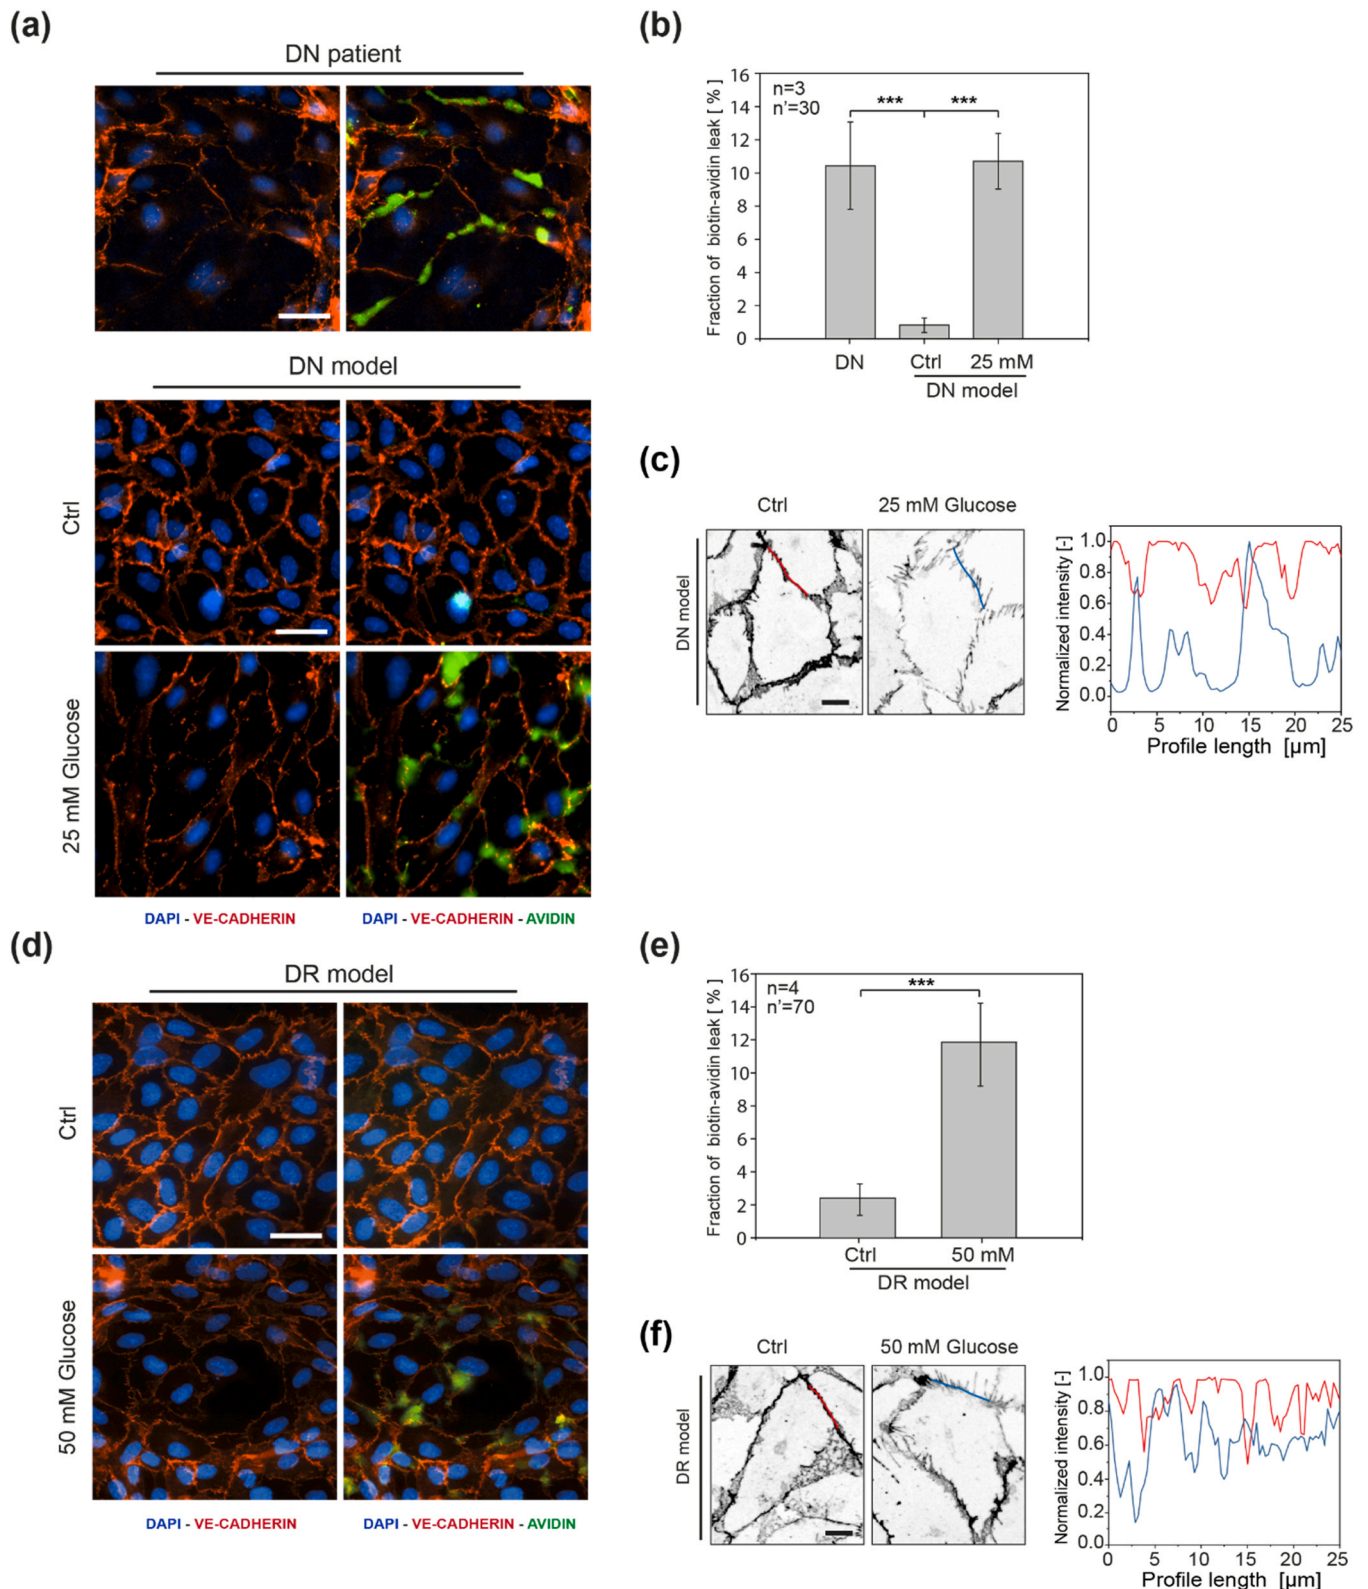 (a)
DN patient
DN model
Ctrl
25 mM Glucose
DAPI - VE-CADHERIN
DAPI - VE-CADHERIN - AVIDIN
(b)
Fraction of biotin-avidin leak [ % ]
16
14
12
10
8
6
4
2
0
n=3
n'=30
*** ***
DN Ctrl 25 mM
DN model
(c)
Ctrl 25 mM Glucose
DN model
Normalized intensity [-]
1.0
0.8
0.6
0.4
0.2
0.0
0 5 10 15 20 25
Profile length [µm]
(d)
DR model
Ctrl
50 mM Glucose
DAPI - VE-CADHERIN
DAPI - VE-CADHERIN - AVIDIN
(e)
Fraction of biotin-avidin leak [ % ]
16
14
12
10
8
6
4
2
0
n=4
n'=70
***
Ctrl 50 mM
DR model
(f)
Ctrl 50 mM Glucose
DR model
Normalized intensity [-]
1.0
0.8
0.6
0.4
0.2
0.0
0 5 10 15 20 25
Profile length [µm]